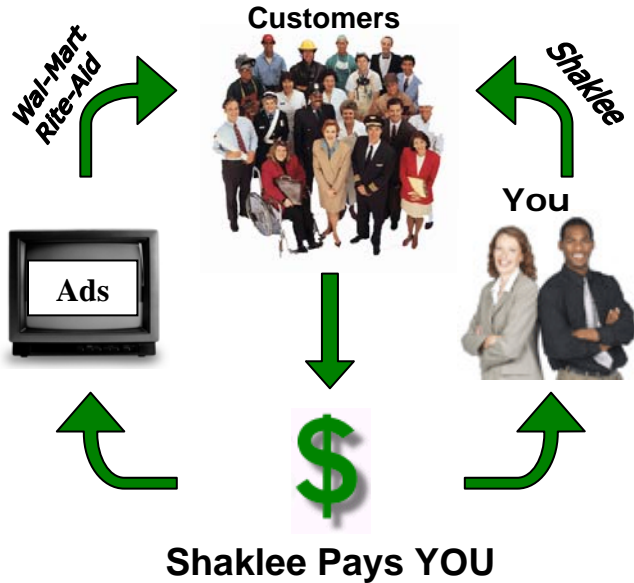 Customers
Wal-Mart
Rite-Aid
Shaklee
You
Ads
$
Shaklee Pays YOU